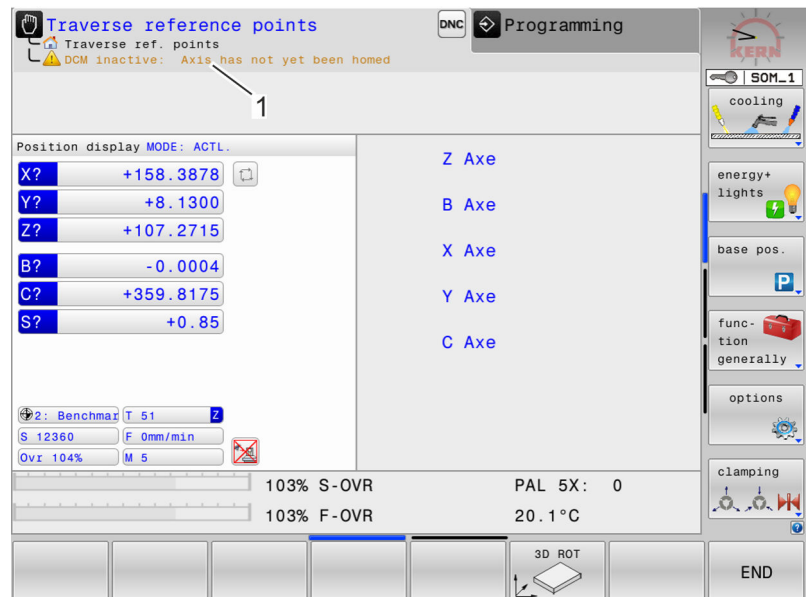 Traverse reference points
DNC
Programming
Traverse ref. points
DCM inactive: Axis has not yet been homed
1
KERN
SOM_1
cooling
Position display MODE: ACTL.
X? +158.3878
Y? +8.1300
Z? +107.2715
B? -0.0004
C? +359.8175
S? +0.85
Z Axe
B Axe
X Axe
Y Axe
C Axe
energy+
lights
base pos.
P
func-
tion
generally
options
clamping
2: Benchmar T 51 Z
S 12360 F 0mm/min
Ovr 104% M 5
103% S-OVR PAL 5X: 0
103% F-OVR 20.1°C
?
3D ROT
END